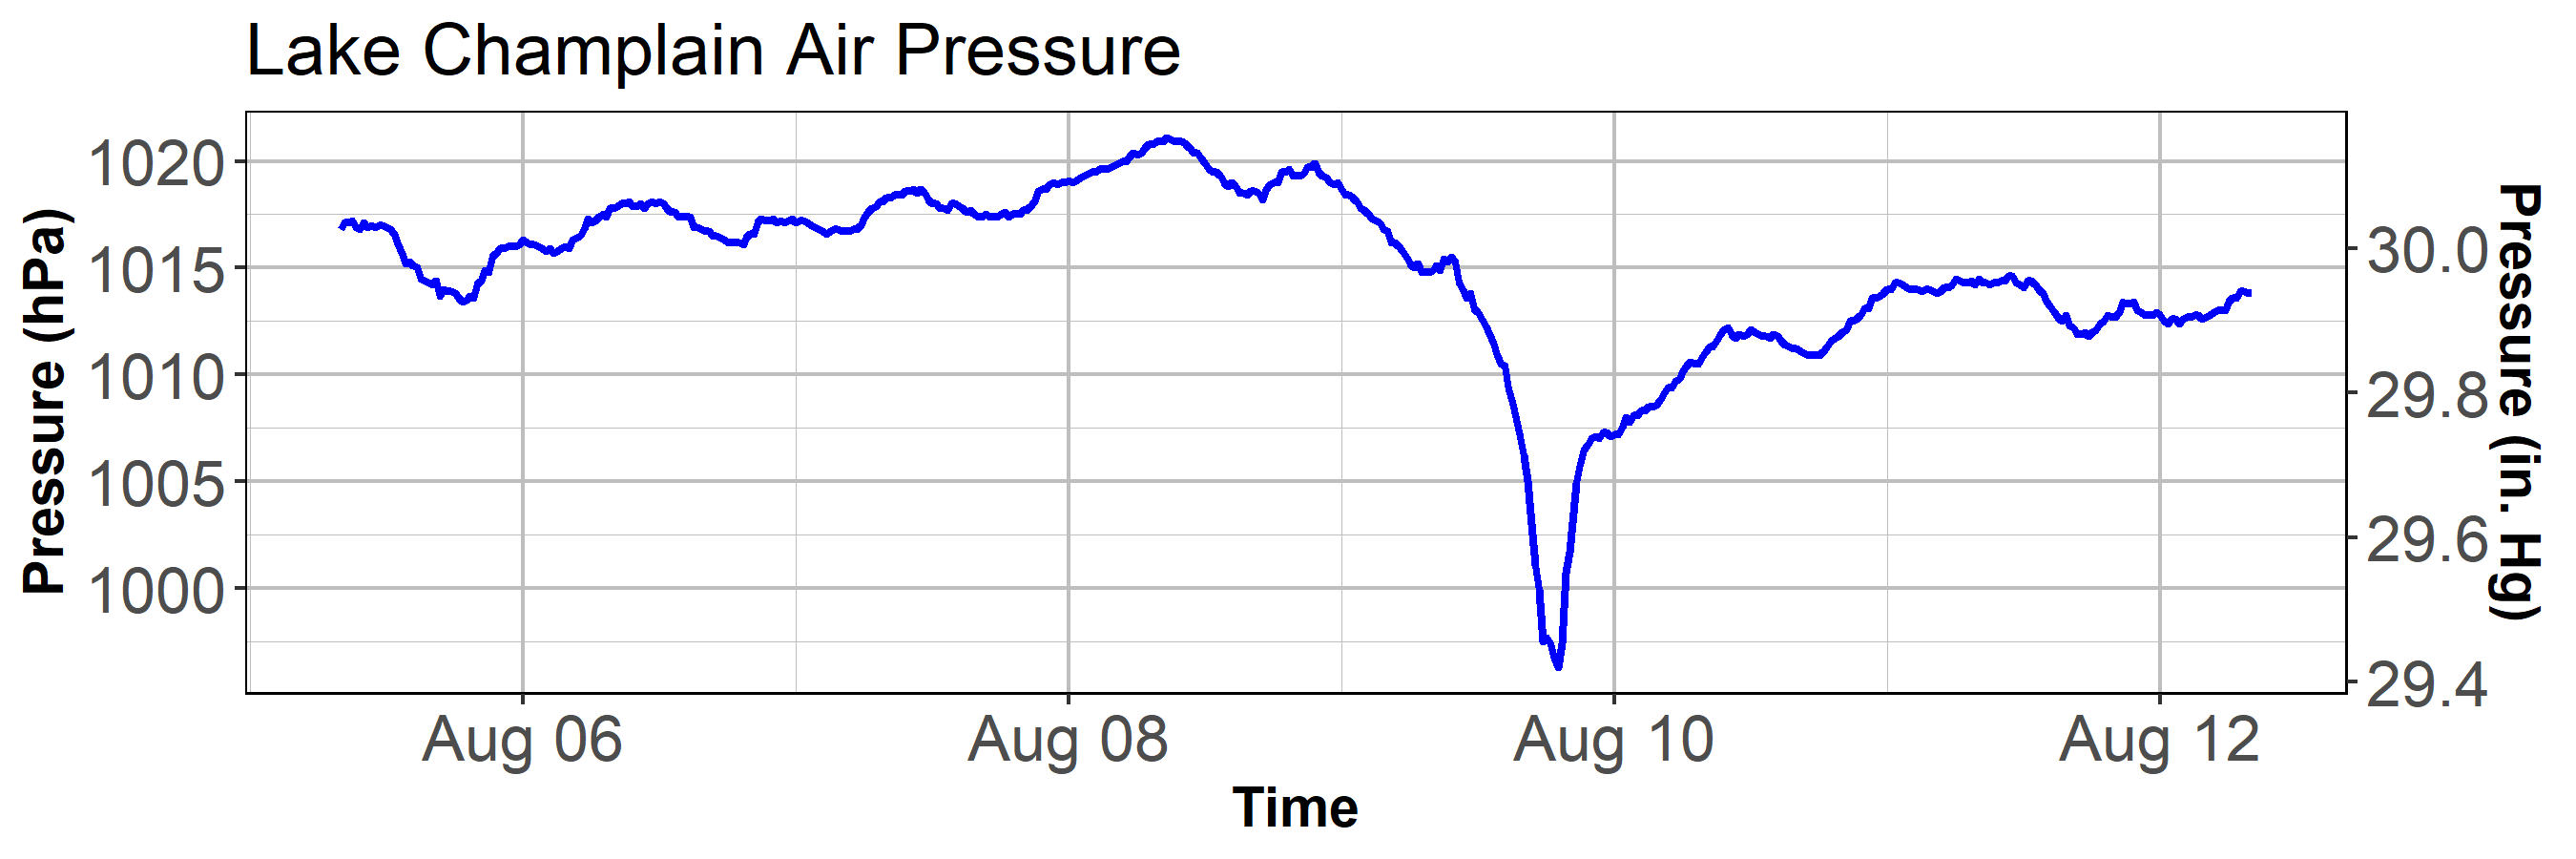 Lake Champlain Air Pressure
Pressure (hPa)
1020
1015
1010
1005
1000
30.0
29.8
29.6
29.4
Pressure (in. Hg)
Aug 06 Aug 08 Aug 10 Aug 12
Time